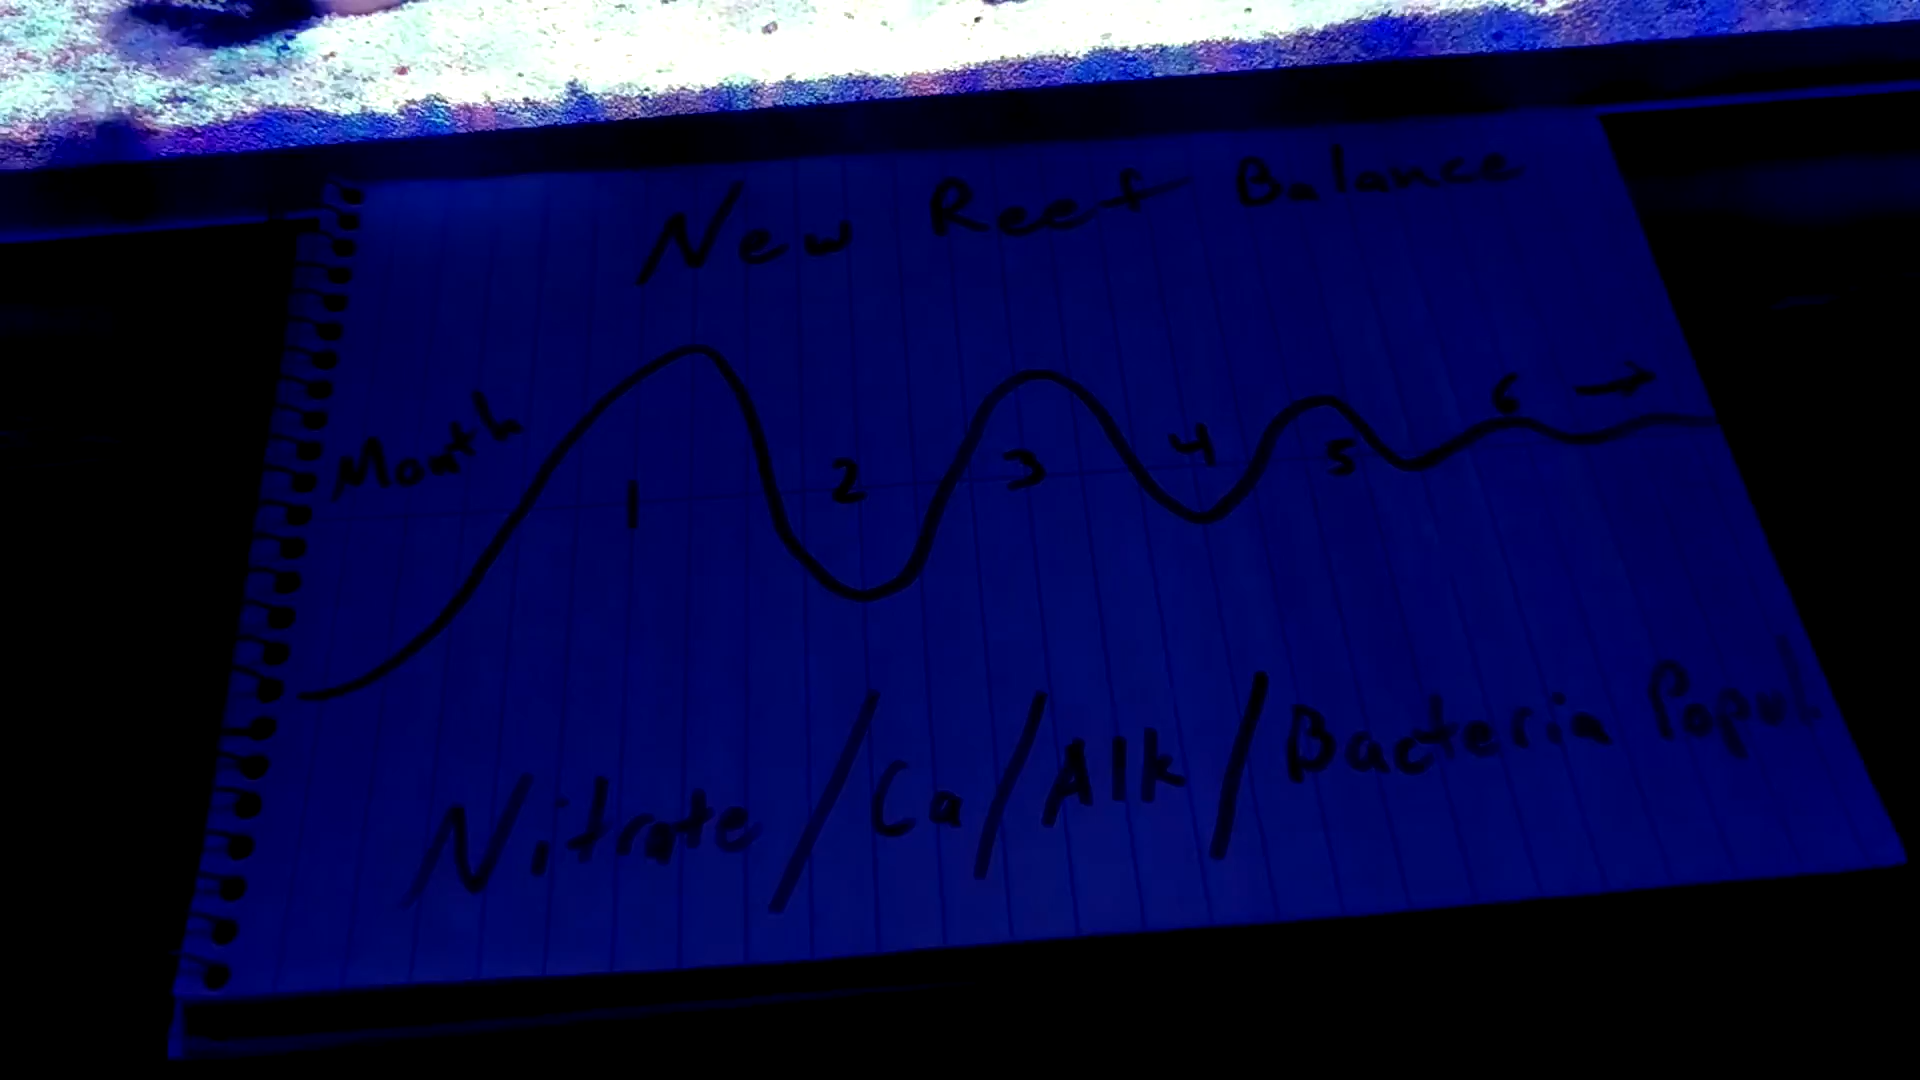 New Reef Balance
Month 1 2 3 4 5 6 →
Nitrate / Ca / Alk / Bacteria Popul